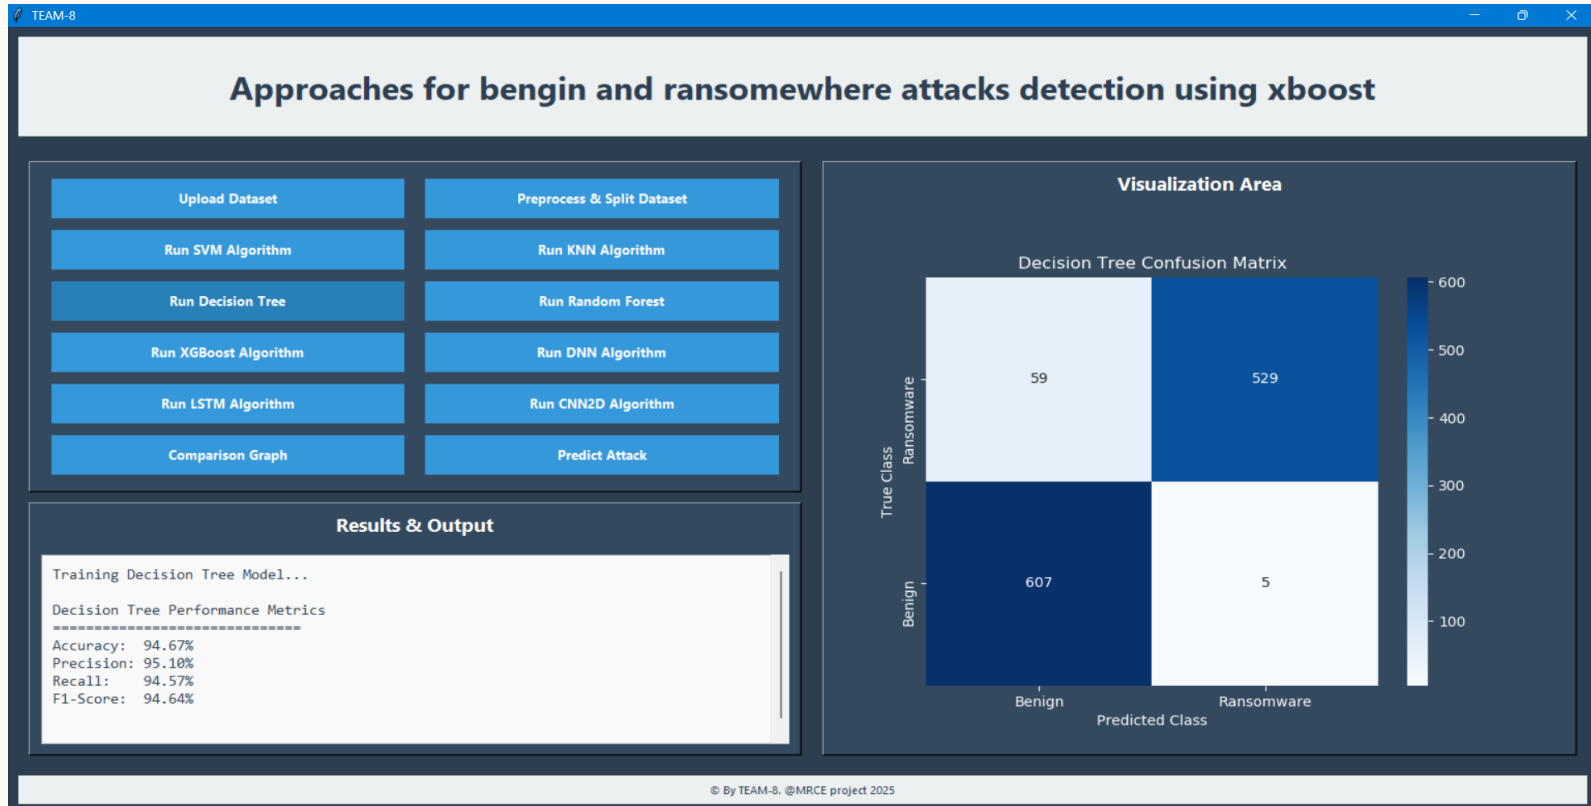 TEAM-8
Approaches for bengin and ransomewhere attacks detection using xboost
Upload Dataset
Preprocess & Split Dataset
Run SVM Algorithm
Run KNN Algorithm
Run Decision Tree
Run Random Forest
Run XGBoost Algorithm
Run DNN Algorithm
Run LSTM Algorithm
Run CNN2D Algorithm
Comparison Graph
Predict Attack
Results & Output
Training Decision Tree Model...
Decision Tree Performance Metrics
==============================
Accuracy: 94.67%
Precision: 95.10%
Recall: 94.57%
F1-Score: 94.64%
Visualization Area
Decision Tree Confusion Matrix
True Class
Ransomware
Benign
59
529
607
5
Benign
Ransomware
Predicted Class
600
500
400
300
200
100
© By TEAM-8. @MRCE project 2025